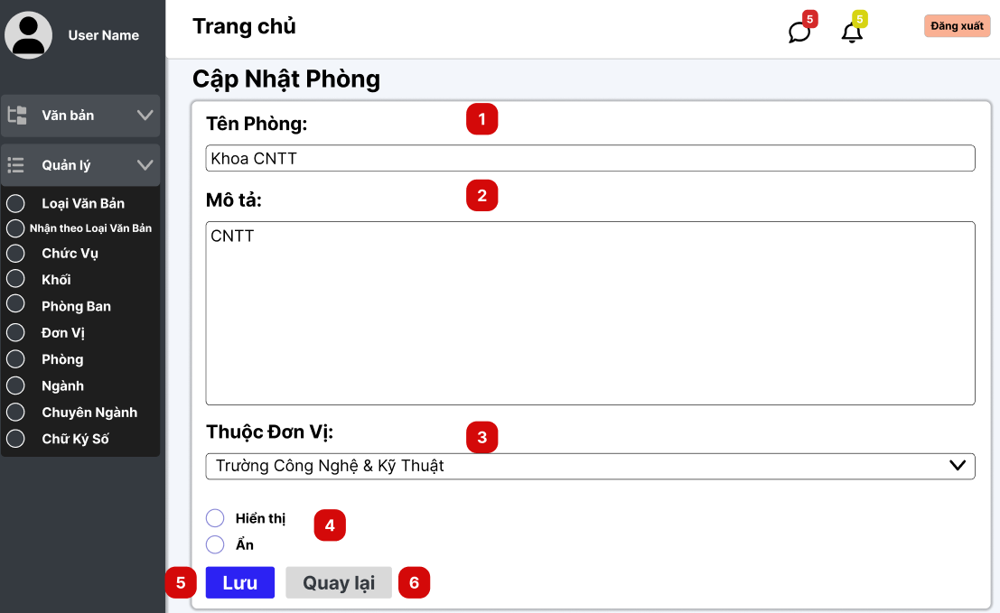 User Name
Văn bản
Quản lý
Loại Văn Bản
Nhận theo Loại Văn Bản
Chức Vụ
Khối
Phòng Ban
Đơn Vị
Phòng
Ngành
Chuyên Ngành
Chữ Ký Số
Trang chủ
5
5
Đăng xuất
Cập Nhật Phòng
Tên Phòng:
1
Khoa CNTT
Mô tả:
2
CNTT
Thuộc Đơn Vị:
3
Trường Công Nghệ & Kỹ Thuật
Hiển thị
4
Ẩn
5
Lưu
Quay lại
6